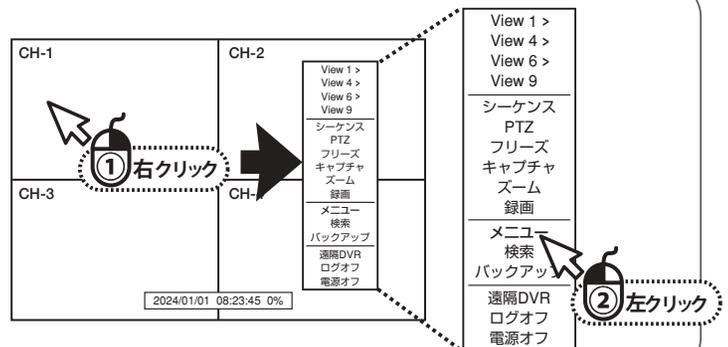 CH-1
CH-2
CH-3
① 右クリック
View 1 >
View 4 >
View 6 >
View 9
シーケンス
PTZ
フリーズ
キャプチャ
ズーム
録画
メニュー
検索
バックアップ
遠隔DVR
ログオフ
電源オフ
2024/01/01 08:23:45 0%
View 1 >
View 4 >
View 6 >
View 9
シーケンス
PTZ
フリーズ
キャプチャ
ズーム
録画
メニュー
検索
バックアップ
遠隔DVR
ログオフ
電源オフ
② 左クリック